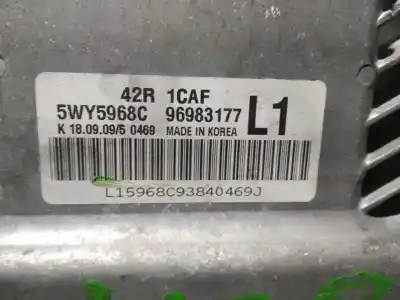 42R 1CAF
5WY5968C 96983177 L1
K 18.09.09/5 0469 MADE IN KOREA
L15968C93840469J